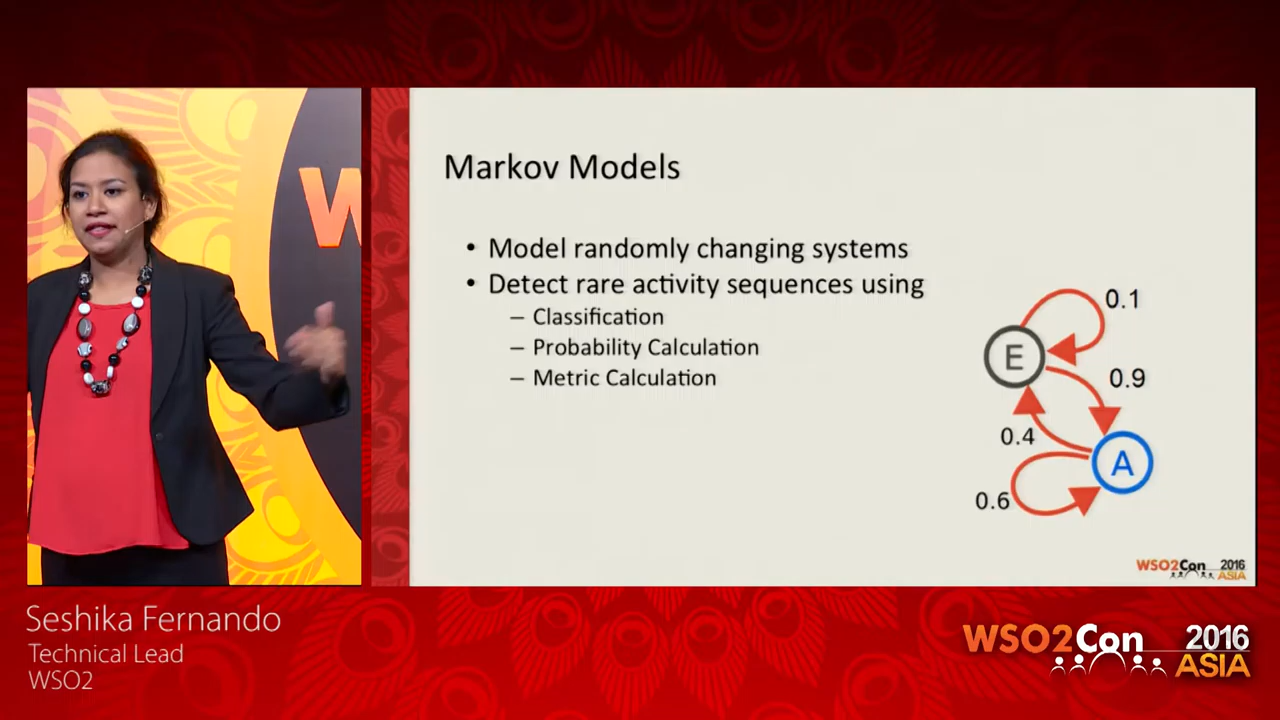 W
Markov Models
• Model randomly changing systems
• Detect rare activity sequences using
– Classification
– Probability Calculation
– Metric Calculation
0.1
E
0.9
0.4
A
0.6
WSO2Con 2016
ASIA
Seshika Fernando
Technical Lead
WSO2
WSO2Con 2016
ASIA